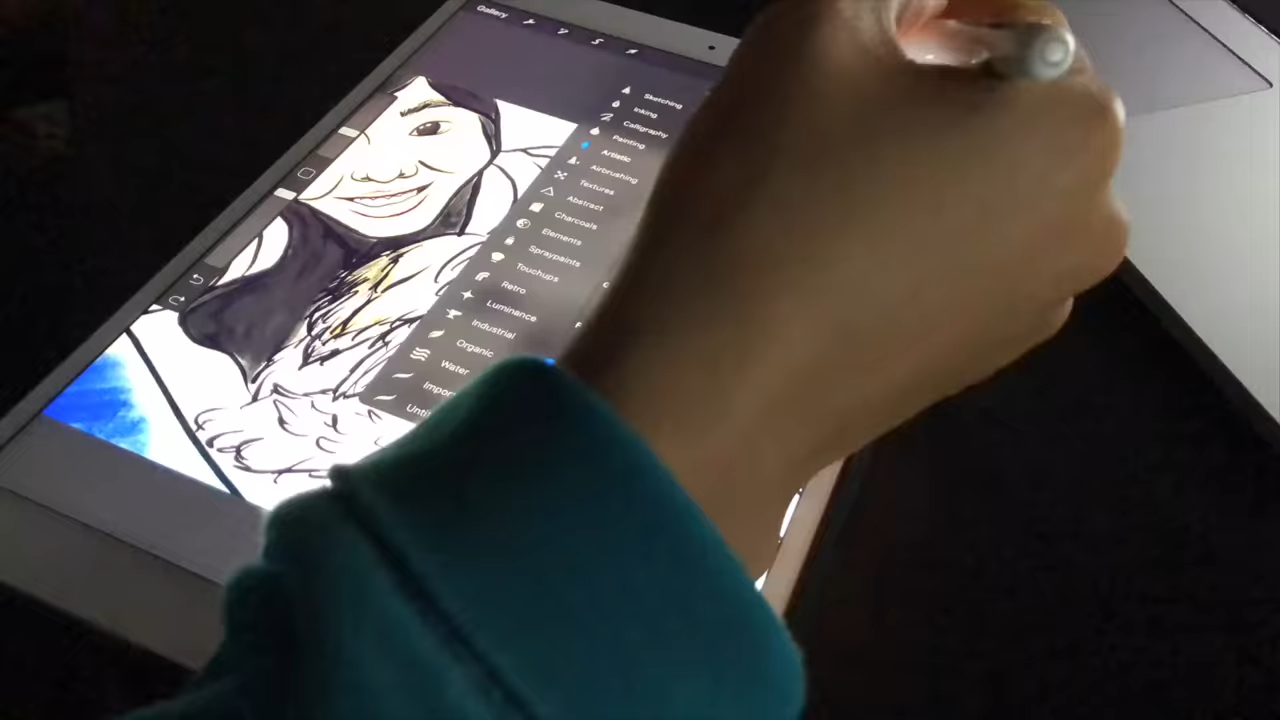 Gallery
Sketching
Inking
Calligraphy
Painting
Artistic
Airbrushing
Textures
Abstract
Charcoals
Elements
Spraypaints
Touchups
Retro
Luminance
Industrial
Organic
Water